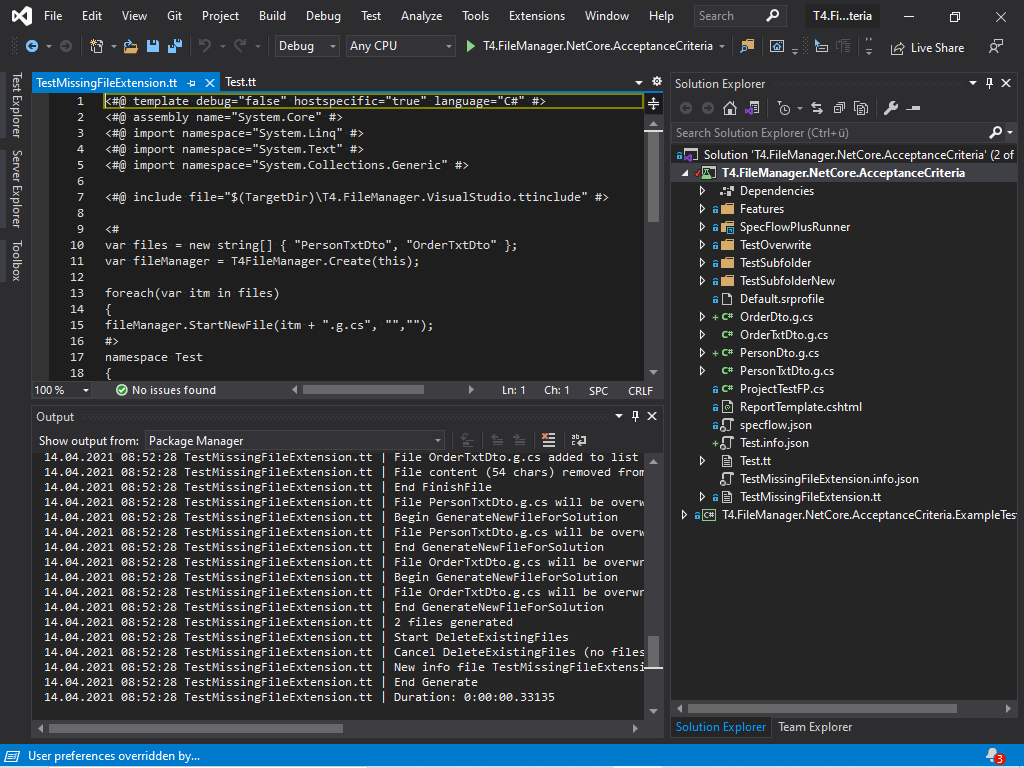 File Edit View Git Project Build Debug Test Analyze Tools Extensions Window Help Search T4.Fi...teria
Debug Any CPU T4.FileManager.NetCore.AcceptanceCriteria Live Share
Test Explorer
Server Explorer
Toolbox
TestMissingFileExtension.tt Test.tt
1 <#@ template debug="false" hostspecific="true" language="C#" #>
2 <#@ assembly name="System.Core" #>
3 <#@ import namespace="System.Linq" #>
4 <#@ import namespace="System.Text" #>
5 <#@ import namespace="System.Collections.Generic" #>
6
7 <#@ include file="$(TargetDir)\T4.FileManager.VisualStudio.ttinclude" #>
8
9 <#
10 var files = new string[] { "PersonTxtDto", "OrderTxtDto" };
11 var fileManager = T4FileManager.Create(this);
12
13 foreach(var itm in files)
14 {
15 fileManager.StartNewFile(itm + ".g.cs", "","");
16 #>
17 namespace Test
18 {
100 % No issues found Ln: 1 Ch: 1 SPC CRLF
Output
Show output from: Package Manager
14.04.2021 08:52:28 TestMissingFileExtension.tt | File OrderTxtDto.g.cs added to list
14.04.2021 08:52:28 TestMissingFileExtension.tt | File content (54 chars) removed from
14.04.2021 08:52:28 TestMissingFileExtension.tt | End FinishFile
14.04.2021 08:52:28 TestMissingFileExtension.tt | File PersonTxtDto.g.cs will be overw
14.04.2021 08:52:28 TestMissingFileExtension.tt | Begin GenerateNewFileForSolution
14.04.2021 08:52:28 TestMissingFileExtension.tt | File PersonTxtDto.g.cs will be overw
14.04.2021 08:52:28 TestMissingFileExtension.tt | End GenerateNewFileForSolution
14.04.2021 08:52:28 TestMissingFileExtension.tt | File OrderTxtDto.g.cs will be overwr
14.04.2021 08:52:28 TestMissingFileExtension.tt | Begin GenerateNewFileForSolution
14.04.2021 08:52:28 TestMissingFileExtension.tt | File OrderTxtDto.g.cs will be overwr
14.04.2021 08:52:28 TestMissingFileExtension.tt | End GenerateNewFileForSolution
14.04.2021 08:52:28 TestMissingFileExtension.tt | 2 files generated
14.04.2021 08:52:28 TestMissingFileExtension.tt | Start DeleteExistingFiles
14.04.2021 08:52:28 TestMissingFileExtension.tt | Cancel DeleteExistingFiles (no files
14.04.2021 08:52:28 TestMissingFileExtension.tt | New info file TestMissingFileExtensi
14.04.2021 08:52:28 TestMissingFileExtension.tt | End Generate
14.04.2021 08:52:28 TestMissingFileExtension.tt | Duration: 0:00:00.33135
Solution Explorer
Search Solution Explorer (Ctrl+ü)
Solution 'T4.FileManager.NetCore.AcceptanceCriteria' (2 of
T4.FileManager.NetCore.AcceptanceCriteria
Dependencies
Features
SpecFlowPlusRunner
TestOverwrite
TestSubfolder
TestSubfolderNew
Default.srprofile
C# OrderDto.g.cs
C# OrderTxtDto.g.cs
C# PersonDto.g.cs
C# PersonTxtDto.g.cs
C# ProjectTestFP.cs
ReportTemplate.cshtml
specflow.json
Test.info.json
Test.tt
TestMissingFileExtension.info.json
TestMissingFileExtension.tt
C# T4.FileManager.NetCore.AcceptanceCriteria.ExampleTes
Solution Explorer Team Explorer
User preferences overridden by... 3